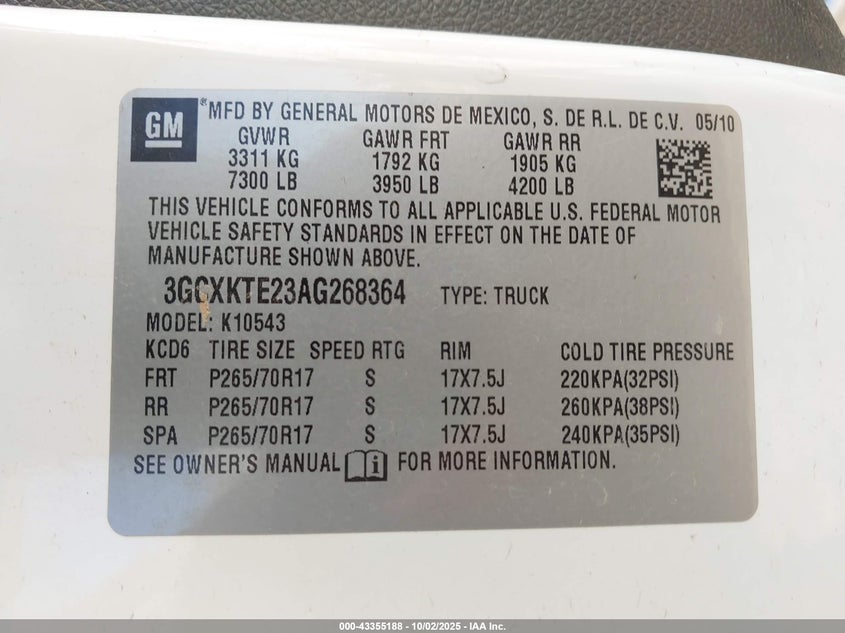 GM
® MFD BY GENERAL MOTORS DE MEXICO, S. DE R.L. DE C.V. 05/10
GVWR GAWR FRT GAWR RR
3311 KG 1792 KG 1905 KG
7300 LB 3950 LB 4200 LB
THIS VEHICLE CONFORMS TO ALL APPLICABLE U.S. FEDERAL MOTOR
VEHICLE SAFETY STANDARDS IN EFFECT ON THE DATE OF
MANUFACTURE SHOWN ABOVE.
3GCXKTE23AG268364 TYPE: TRUCK
MODEL: K10543
KCD6 TIRE SIZE SPEED RTG RIM COLD TIRE PRESSURE
FRT P265/70R17 S 17X7.5J 220KPA(32PSI)
RR P265/70R17 S 17X7.5J 260KPA(38PSI)
SPA P265/70R17 S 17X7.5J 240KPA(35PSI)
SEE OWNER'S MANUAL i FOR MORE INFORMATION.
000-43355188 - 10/02/2025 - IAA Inc.